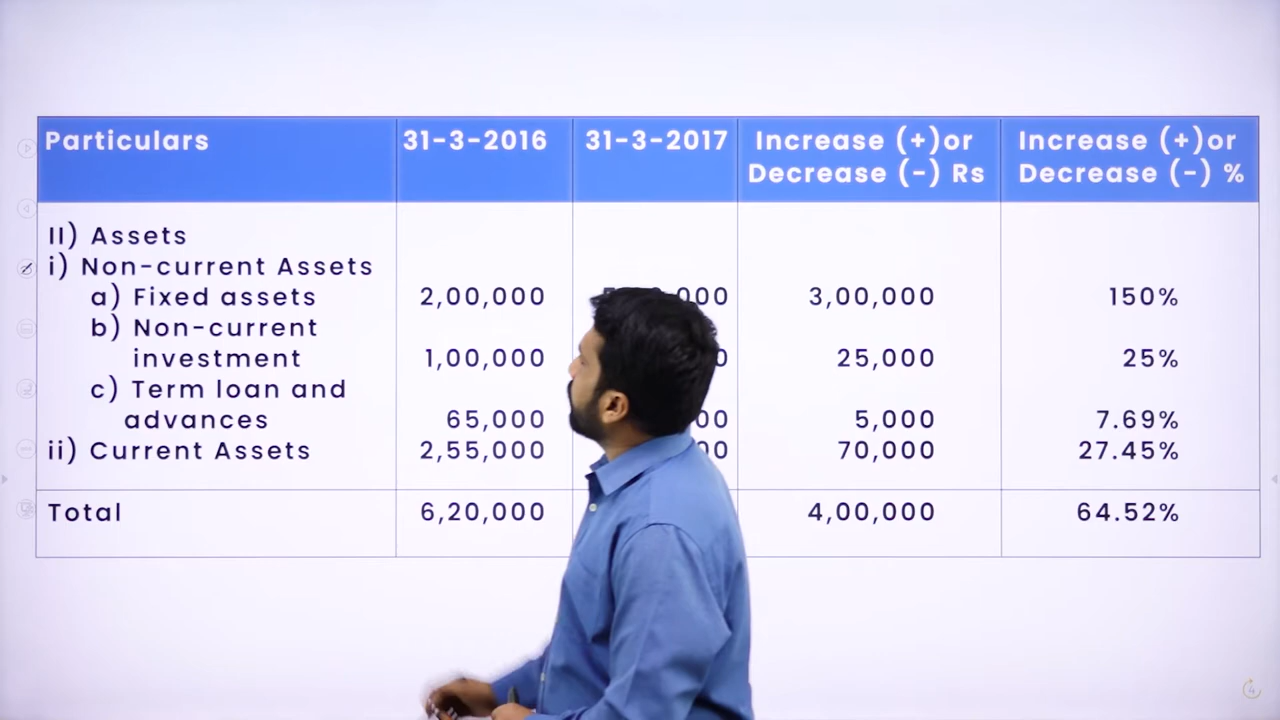 Particulars 31-3-2016 31-3-2017 Increase (+)or Decrease (-) Rs Increase (+)or Decrease (-) %
II) Assets
i) Non-current Assets
a) Fixed assets 2,00,000 3,00,000 150%
b) Non-current
investment 1,00,000 25,000 25%
c) Term loan and
advances 65,000 5,000 7.69%
ii) Current Assets 2,55,000 70,000 27.45%
Total 6,20,000 4,00,000 64.52%